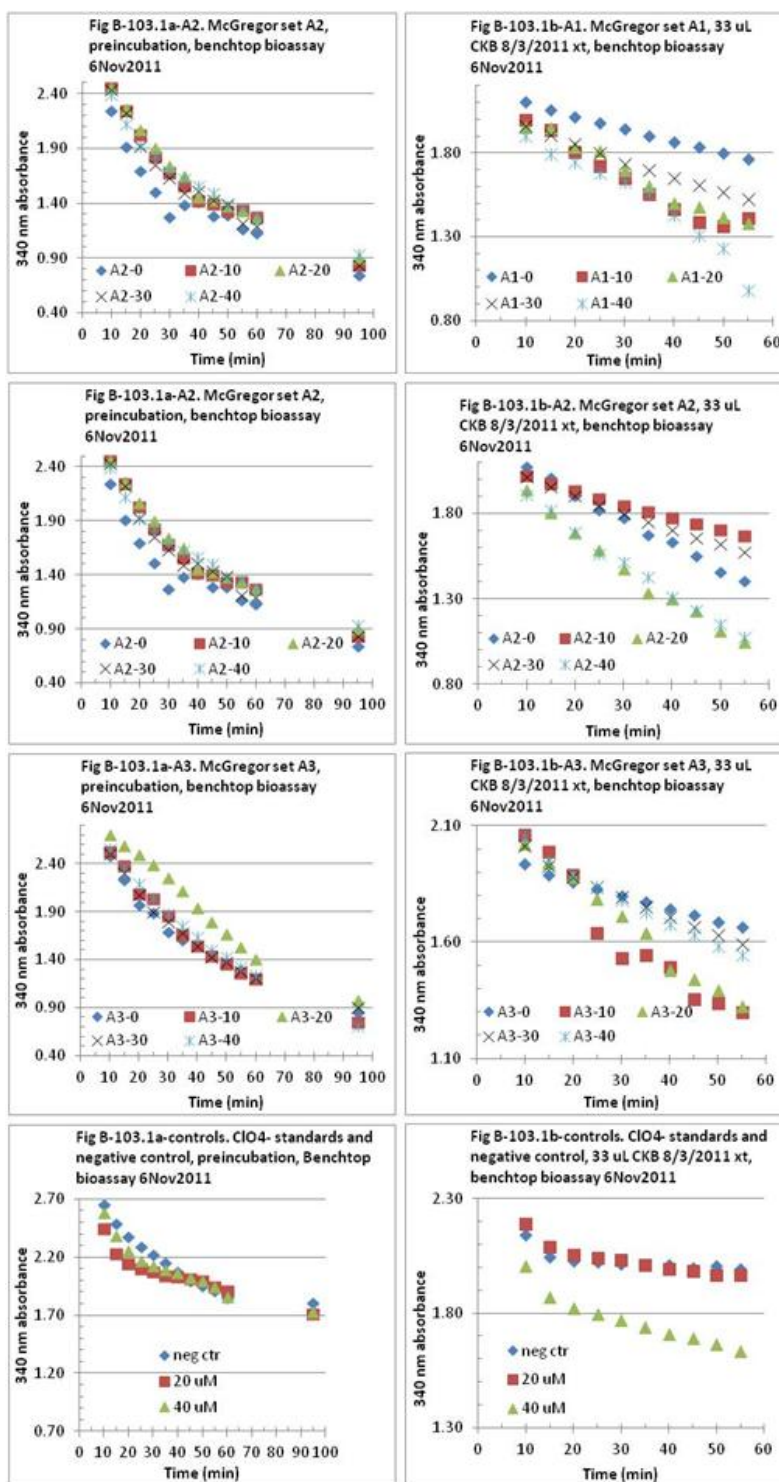 Fig B-103.1a-A2. McGregor set A2,
preincubation, benchtop bioassay
6Nov2011
2.40
1.90
1.40
0.90
0.40
340 nm absorbance
A2-0 A2-10 A2-20
A2-30 A2-40
0 10 20 30 40 50 60 70 80 90 100
Time (min)
Fig B-103.1b-A1. McGregor set A1, 33 uL
CKB 8/3/2011 xt, benchtop bioassay
6Nov2011
1.80
1.30
0.80
340 nm absorbance
A1-0 A1-10 A1-20
A1-30 A1-40
0 10 20 30 40 50 60
Time (min)
Fig B-103.1a-A2. McGregor set A2,
preincubation, benchtop bioassay
6Nov2011
2.40
1.90
1.40
0.90
0.40
340 nm absorbance
A2-0 A2-10 A2-20
A2-30 A2-40
0 10 20 30 40 50 60 70 80 90 100
Time (min)
Fig B-103.1b-A2. McGregor set A2, 33 uL
CKB 8/3/2011 xt, benchtop bioassay
6Nov2011
1.80
1.30
0.80
340 nm absorbance
A2-0 A2-10 A2-20
A2-30 A2-40
0 10 20 30 40 50 60
Time (min)
Fig B-103.1a-A3. McGregor set A3,
preincubation, benchtop bioassay
6Nov2011
2.40
1.90
1.40
0.90
0.40
340 nm absorbance
A3-0 A3-10 A3-20
A3-30 A3-40
0 10 20 30 40 50 60 70 80 90 100
Time (min)
Fig B-103.1b-A3. McGregor set A3, 33 uL
CKB 8/3/2011 xt, benchtop bioassay
6Nov2011
2.10
1.60
1.10
340 nm absorbance
A3-0 A3-10 A3-20
A3-30 A3-40
0 10 20 30 40 50 60
Time (min)
Fig B-103.1a-controls. ClO4- standards and
negative control, preincubation, Benchtop
bioassay 6Nov2011
2.70
2.20
1.70
1.20
0.70
340 nm absorbance
neg ctr
20 uM
40 uM
0 10 20 30 40 50 60 70 80 90 100
Time (min)
Fig B-103.1b-controls. ClO4- standards and
negative control, 33 uL CKB 8/3/2011 xt,
benchtop bioassay 6Nov2011
2.30
1.80
1.30
340 nm absorbance
neg ctr
20 uM
40 uM
0 10 20 30 40 50 60
Time (min)